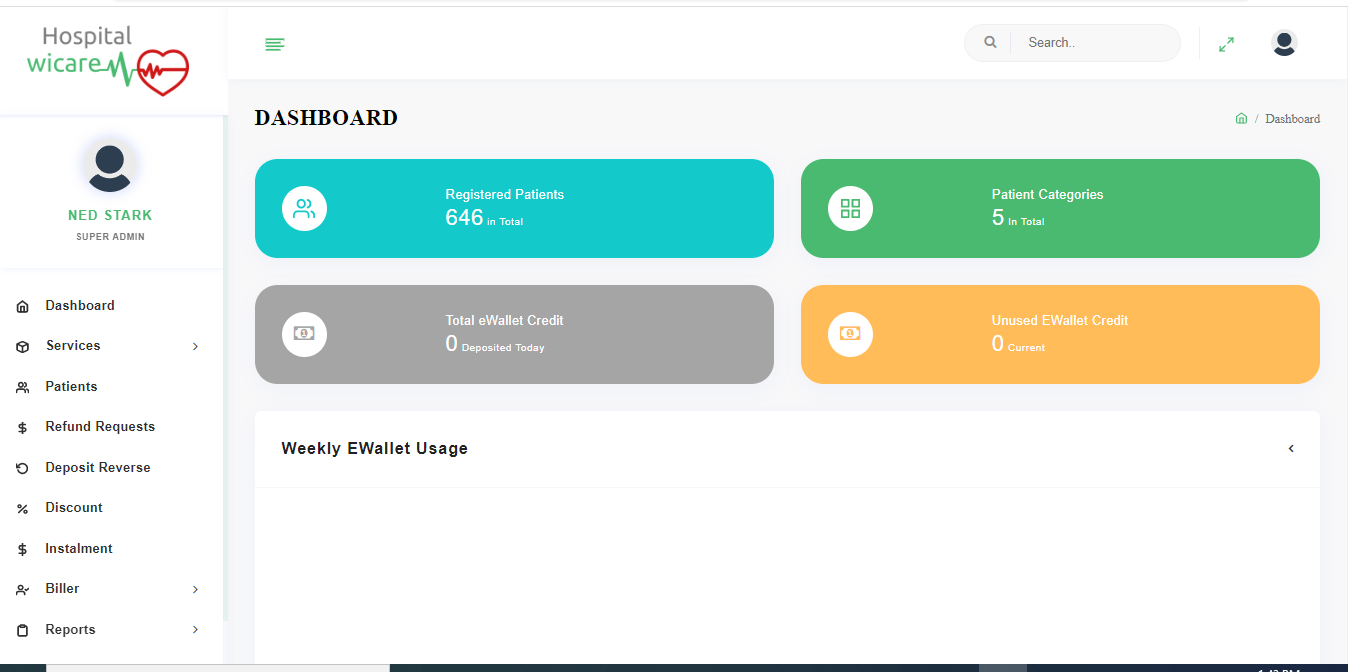 Hospital
wicare
Search..
DASHBOARD
/ Dashboard
NED STARK
SUPER ADMIN
Registered Patients
646 in Total
Patient Categories
5 In Total
Total eWallet Credit
0 Deposited Today
Unused EWallet Credit
0 Current
Dashboard
Services
Patients
Refund Requests
Deposit Reverse
Discount
Instalment
Biller
Reports
Weekly EWallet Usage